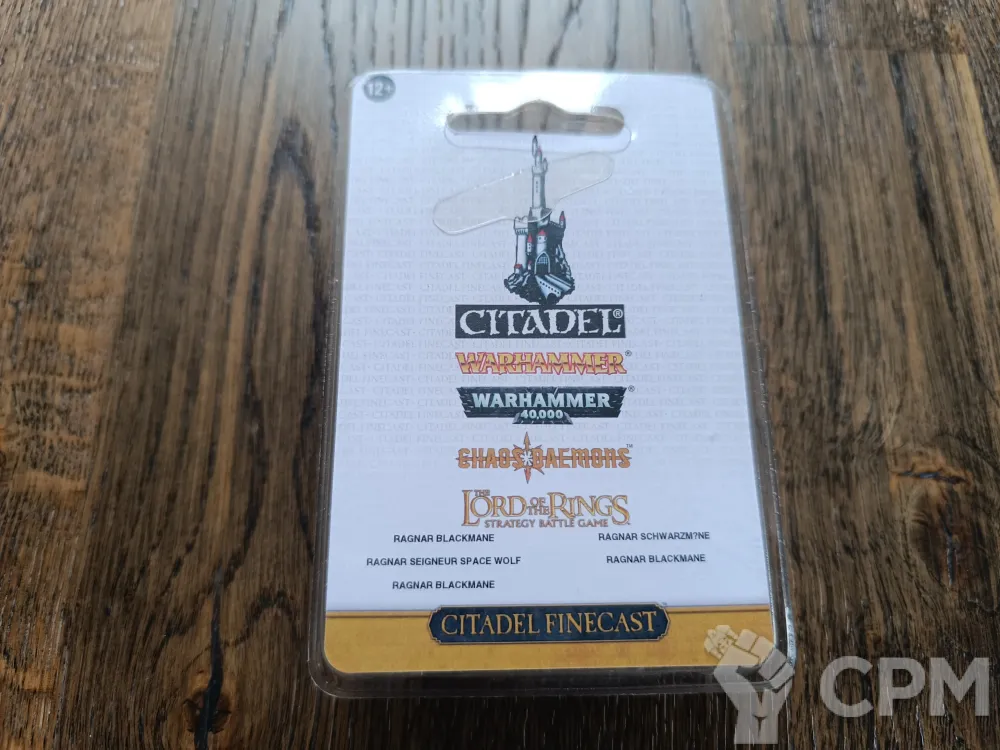 12+
CITADEL®
WARHAMMER®
WARHAMMER®
40,000
CHAOS DAEMONS™
THE
LORD OF THE RINGS
STRATEGY BATTLE GAME
RAGNAR BLACKMANE RAGNAR SCHWARZM?NE
RAGNAR SEIGNEUR SPACE WOLF RAGNAR BLACKMANE
RAGNAR BLACKMANE
CITADEL FINECAST
CPM